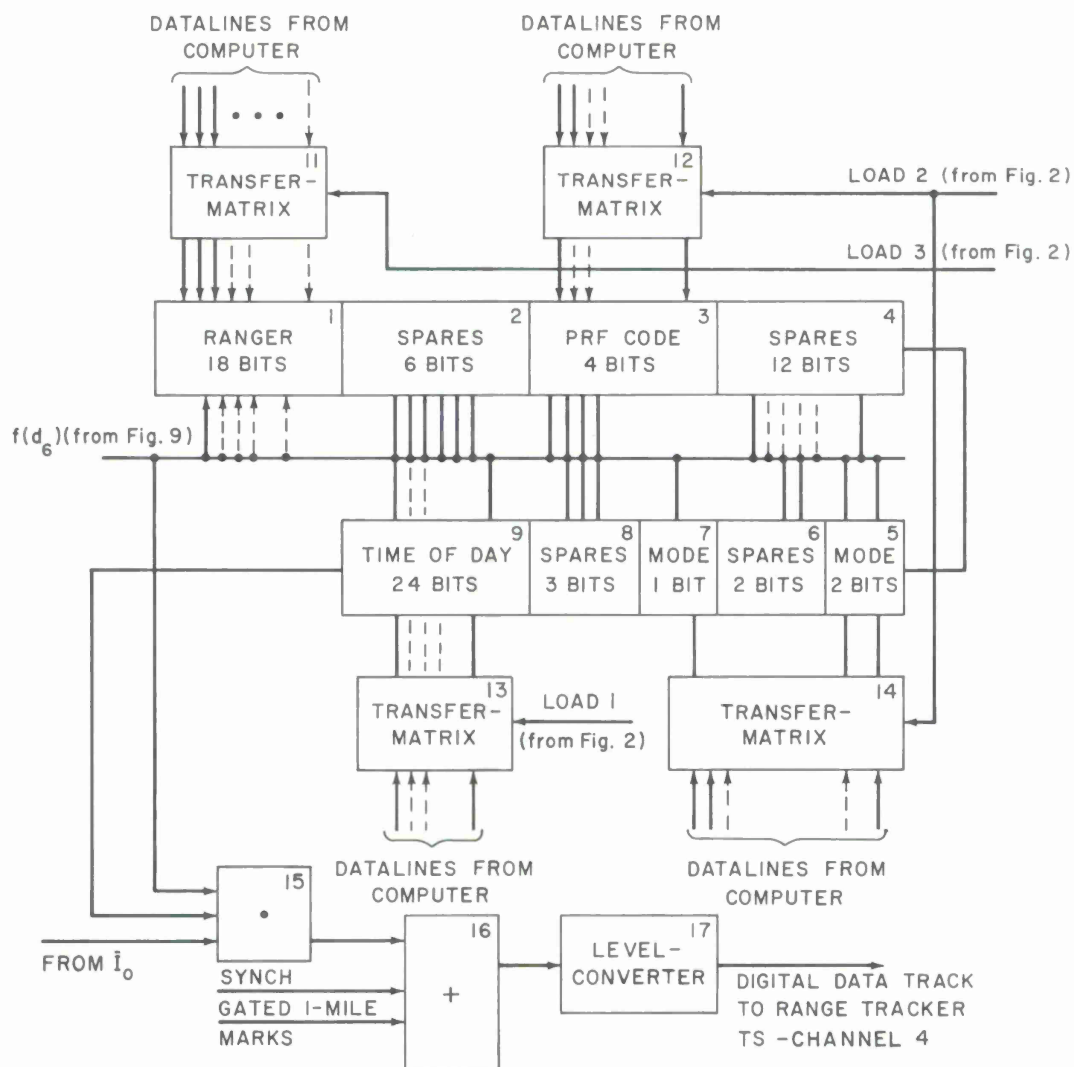 DATALINES FROM
COMPUTER
DATALINES FROM
COMPUTER
11
TRANSFER-
MATRIX
12
TRANSFER-
MATRIX
LOAD 2 (from Fig. 2)
LOAD 3 (from Fig. 2)
1
RANGER
18 BITS
2
SPARES
6 BITS
3
PRF CODE
4 BITS
4
SPARES
12 BITS
f(d₆)(from Fig. 9)
9
TIME OF DAY
24 BITS
8
SPARES
3 BITS
7
MODE
1 BIT
6
SPARES
2 BITS
5
MODE
2 BITS
13
TRANSFER-
MATRIX
LOAD 1
(from Fig. 2)
14
TRANSFER-
MATRIX
DATALINES FROM
COMPUTER
DATALINES FROM
COMPUTER
15
•
FROM Ī₀
SYNCH
GATED 1-MILE
MARKS
16
+
17
LEVEL-
CONVERTER
DIGITAL DATA TRACK
TO RANGE TRACKER
TS -CHANNEL 4